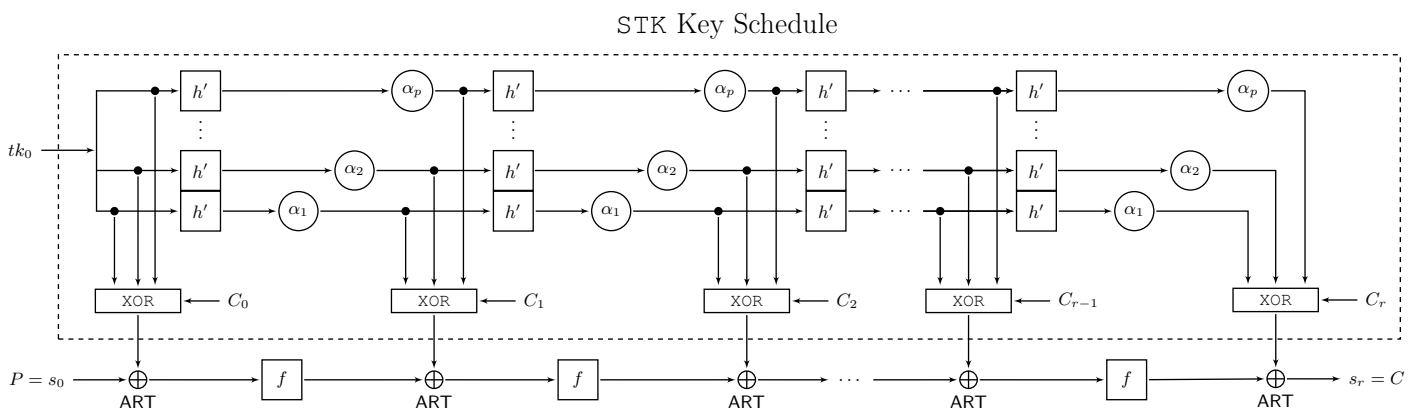 STK Key Schedule
h′ αp h′ αp h′ ··· h′ αp
⋮ ⋮ ⋮ ⋮
tk0
h′ α2 h′ α2 h′ ··· h′ α2
h′ α1 h′ α1 h′ ··· h′ α1
XOR C0 XOR C1 XOR C2 XOR Cr−1 XOR Cr
P = s0 f f ··· f sr = C
ART ART ART ART ART